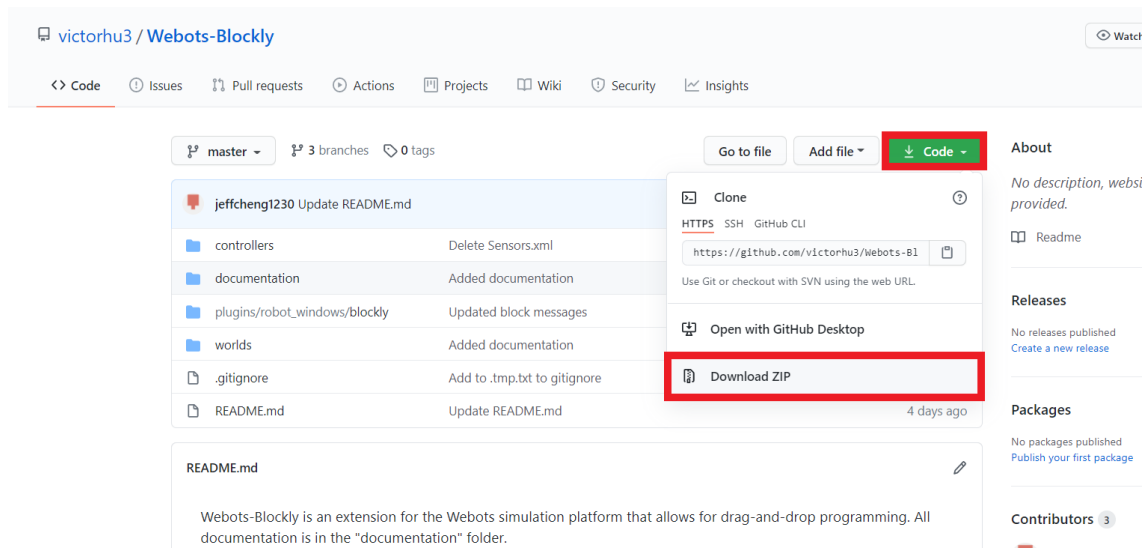 victorhu3 / Webots-Blockly
Watch
Code Issues Pull requests Actions Projects Wiki Security Insights
master 3 branches 0 tags Go to file Add file Code
jeffcheng1230 Update README.md
controllers Delete Sensors.xml
documentation Added documentation
plugins/robot_windows/blockly Updated block messages
worlds Added documentation
.gitignore Add to .tmp.txt to gitignore
README.md Update README.md 4 days ago
Clone
HTTPS SSH GitHub CLI
https://github.com/victorhu3/Webots-Bl
Use Git or checkout with SVN using the web URL.
Open with GitHub Desktop
Download ZIP
README.md
Webots-Blockly is an extension for the Webots simulation platform that allows for drag-and-drop programming. All
documentation is in the "documentation" folder.
About
No description, websi
provided.
Readme
Releases
No releases published
Create a new release
Packages
No packages published
Publish your first package
Contributors 3